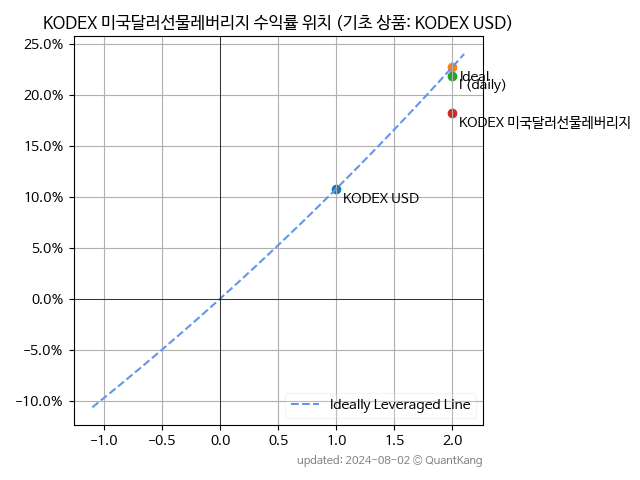 KODEX 미국달러선물레버리지 수익률 위치 (기초 상품: KODEX USD)
25.0%
20.0%
15.0%
10.0%
5.0%
0.0%
-5.0%
-10.0%
Ideal
(daily)
KODEX 미국달러선물레버리지
KODEX USD
Ideally Leveraged Line
-1.0 -0.5 0.0 0.5 1.0 1.5 2.0
updated: 2024-08-02 © QuantKang